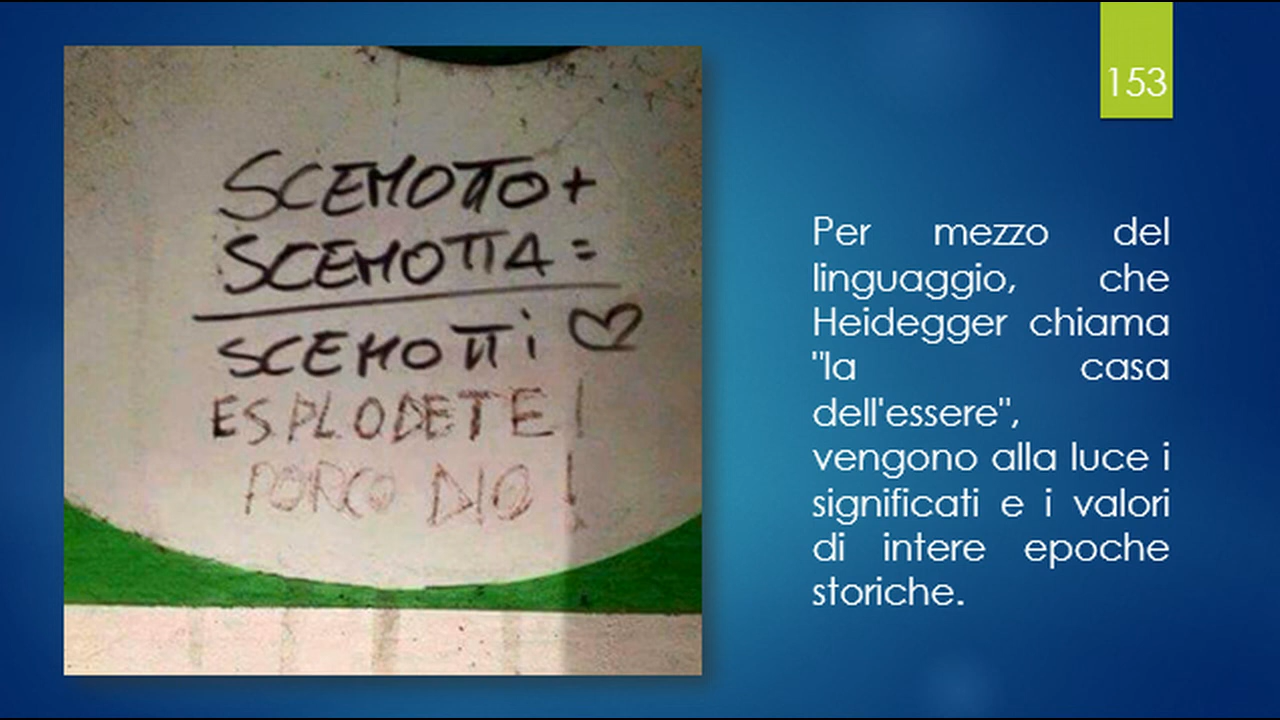 SCEMOTTO +
SCEMOTTA =
SCEMOTTI ♡
ESPLODETE!
PORCO DIO!
153
Per mezzo del
linguaggio, che
Heidegger chiama
"la casa
dell'essere",
vengono alla luce i
significati e i valori
di intere epoche
storiche.